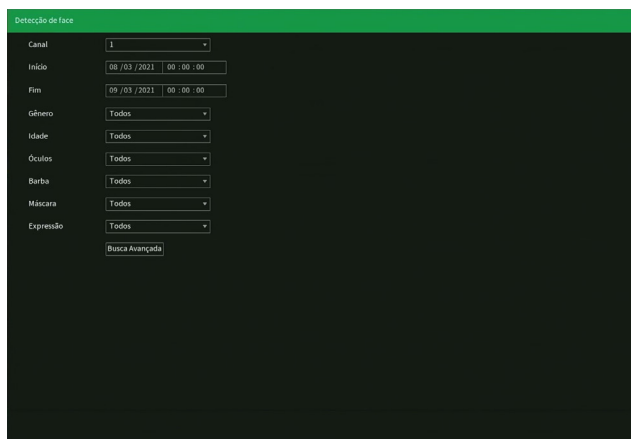 Detecção de face
Canal 1
Início 08 /03 /2021 00 : 00 : 00
Fim 09 /03 /2021 00 : 00 : 00
Gênero Todos
Idade Todos
Óculos Todos
Barba Todos
Máscara Todos
Expressão Todos
Busca Avançada